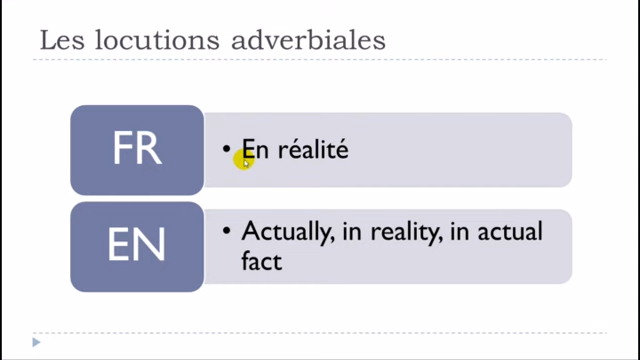 Les locutions adverbiales
FR
• En réalité
EN
• Actually, in reality, in actual
fact